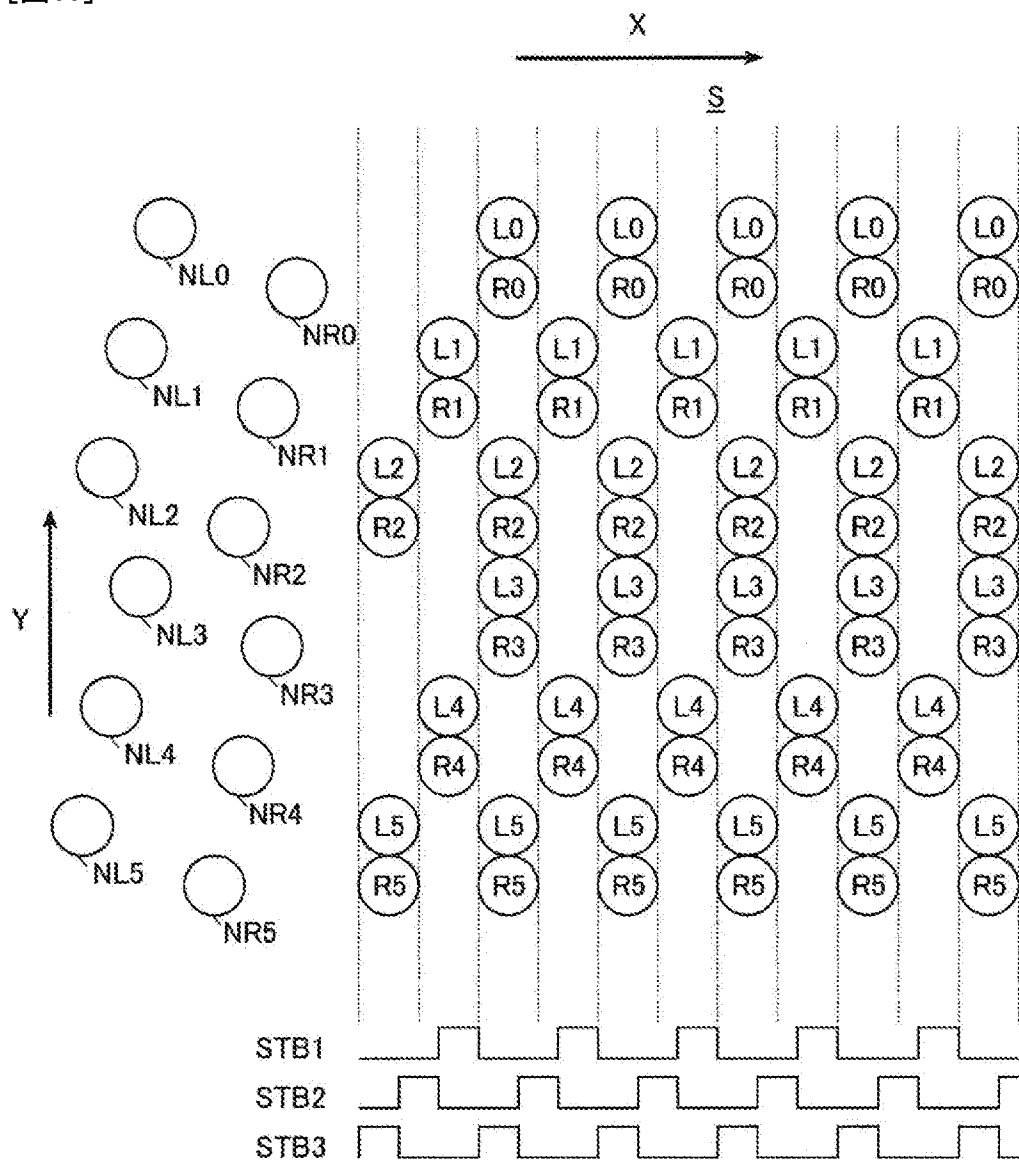 X
S
L0 L0 L0 L0 L0
NL0
R0 R0 R0 R0 R0
NR0
L1 L1 L1 L1 L1
NL1
R1 R1 R1 R1 R1
NR1
L2 L2 L2 L2 L2 L2
NL2
R2 R2 R2 R2 R2 R2
NR2
L3 L3 L3 L3 L3
Y
NL3
R3 R3 R3 R3 R3
NR3
L4 L4 L4 L4 L4
NL4
R4 R4 R4 R4 R4
NR4
L5 L5 L5 L5 L5 L5
NL5
R5 R5 R5 R5 R5 R5
NR5
STB1
STB2
STB3